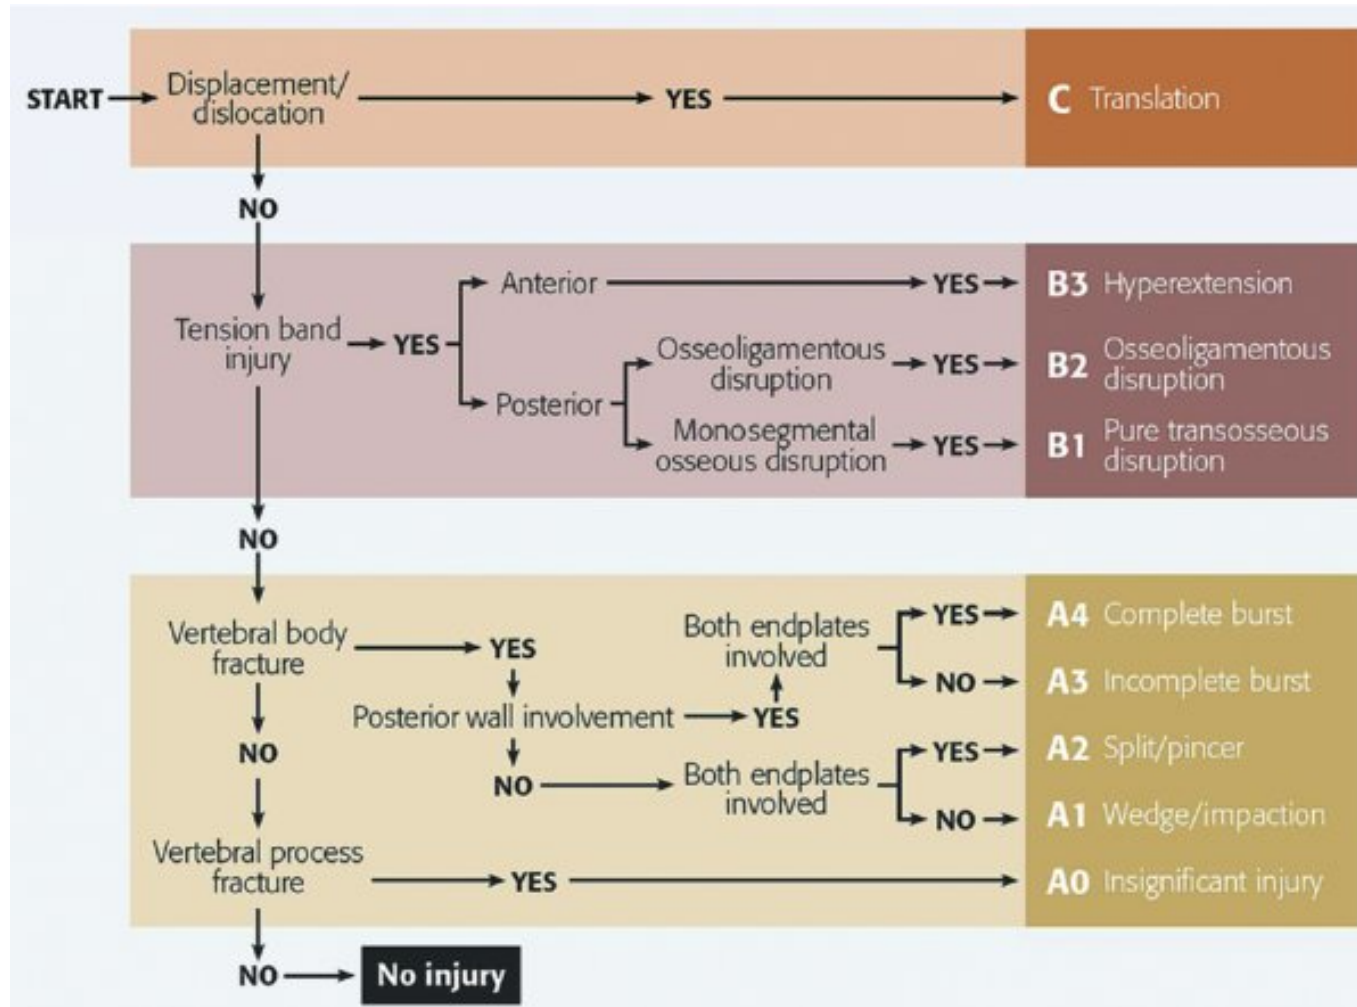 START
Displacement/
dislocation
YES
C Translation
NO
Tension band
injury
YES
Anterior
YES
B3 Hyperextension
Posterior
Osseoligamentous
disruption
YES
B2 Osseoligamentous
disruption
Monosegmental
osseous disruption
YES
B1 Pure transosseous
disruption
NO
Vertebral body
fracture
YES
Posterior wall involvement
YES
Both endplates
involved
YES
A4 Complete burst
NO
A3 Incomplete burst
NO
Both endplates
involved
YES
A2 Split/pincer
NO
A1 Wedge/impaction
NO
Vertebral process
fracture
YES
A0 Insignificant injury
NO
No injury